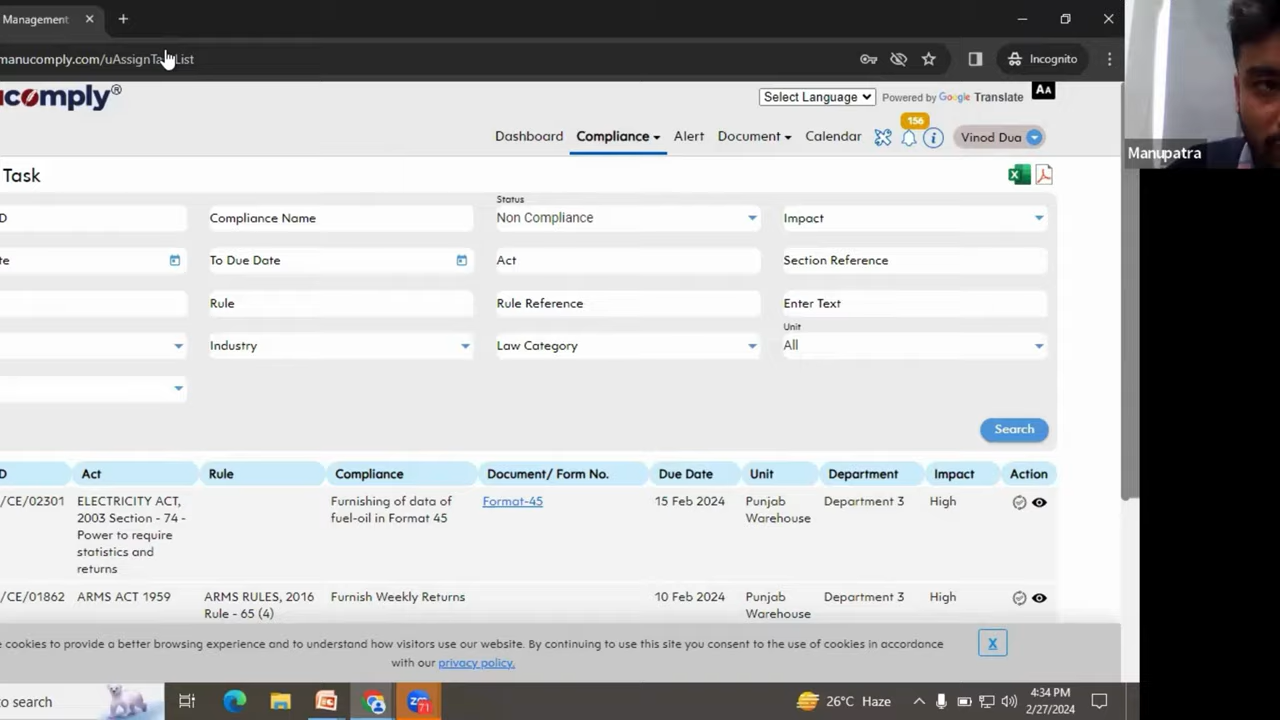 Management
manucomply.com/uAssignTa List
Incognito
ucomply®
Select Language
Powered by Google Translate
AA
156
Dashboard Compliance Alert Document Calendar Vinod Dua
Manupatra
Task
Status
D Compliance Name Non Compliance Impact
te To Due Date Act Section Reference
Rule Rule Reference Enter Text
Unit
Industry Law Category All
Search
D Act Rule Compliance Document/ Form No. Due Date Unit Department Impact Action
/CE/02301 ELECTRICITY ACT, Furnishing of data of Format-45 15 Feb 2024 Punjab Department 3 High
2003 Section - 74 - fuel-oil in Format 45 Warehouse
Power to require
statistics and
returns
/CE/01862 ARMS ACT 1959 ARMS RULES, 2016 Furnish Weekly Returns 10 Feb 2024 Punjab Department 3 High
Rule - 65 (4) Warehouse
e cookies to provide a better browsing experience and to understand how visitors use our website. By continuing to use this site you consent to the use of cookies in accordance
with our privacy policy.
X
to search
71
26°C Haze
4:34 PM
2/27/2024